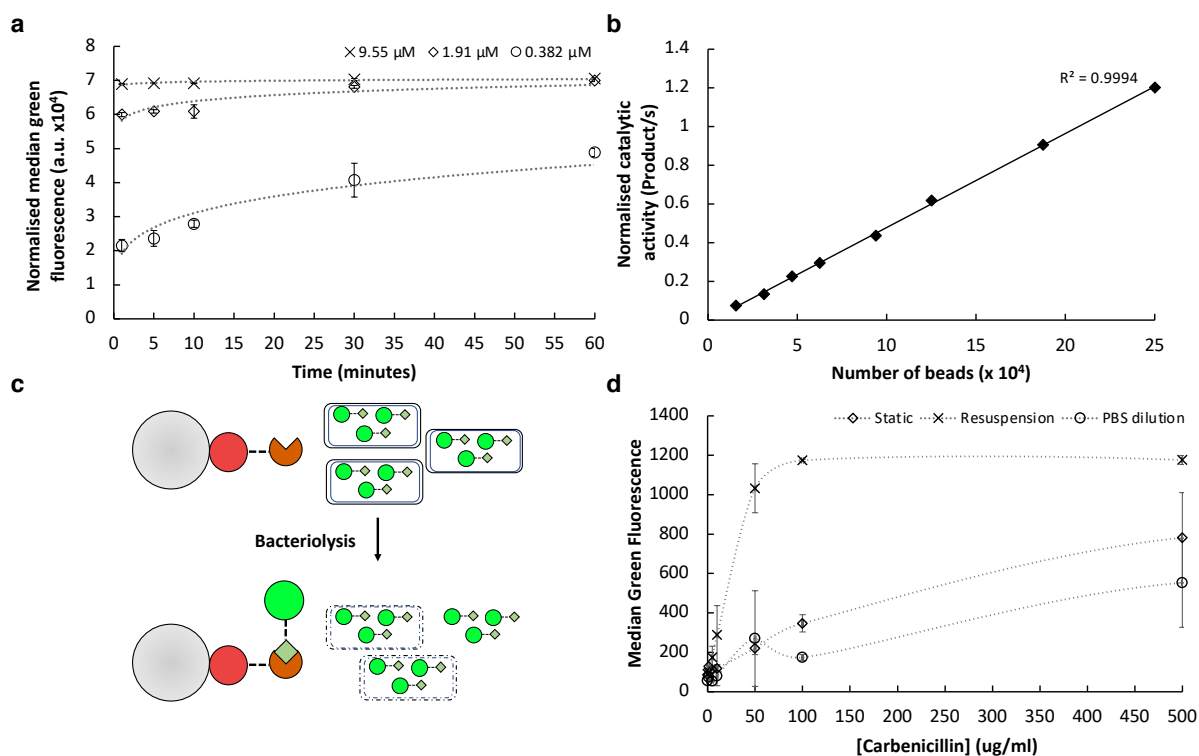 a
Normalised median green
fluorescence (a.u. x10⁴)
8
7
6
5
4
3
2
1
0
9.55 µM 1.91 µM 0.382 µM
0 5 10 15 20 25 30 35 40 45 50 55 60
Time (minutes)
b
Normalised catalytic
activity (Product/s)
1.4
1.2
1
0.8
0.6
0.4
0.2
0
R² = 0.9994
0 5 10 15 20 25
Number of beads (x 10⁴)
c
Bacteriolysis
d
Median Green Fluorescence
1400
1200
1000
800
600
400
200
0
Static Resuspension PBS dilution
0 50 100 150 200 250 300 350 400 450 500
[Carbenicillin] (ug/ml)